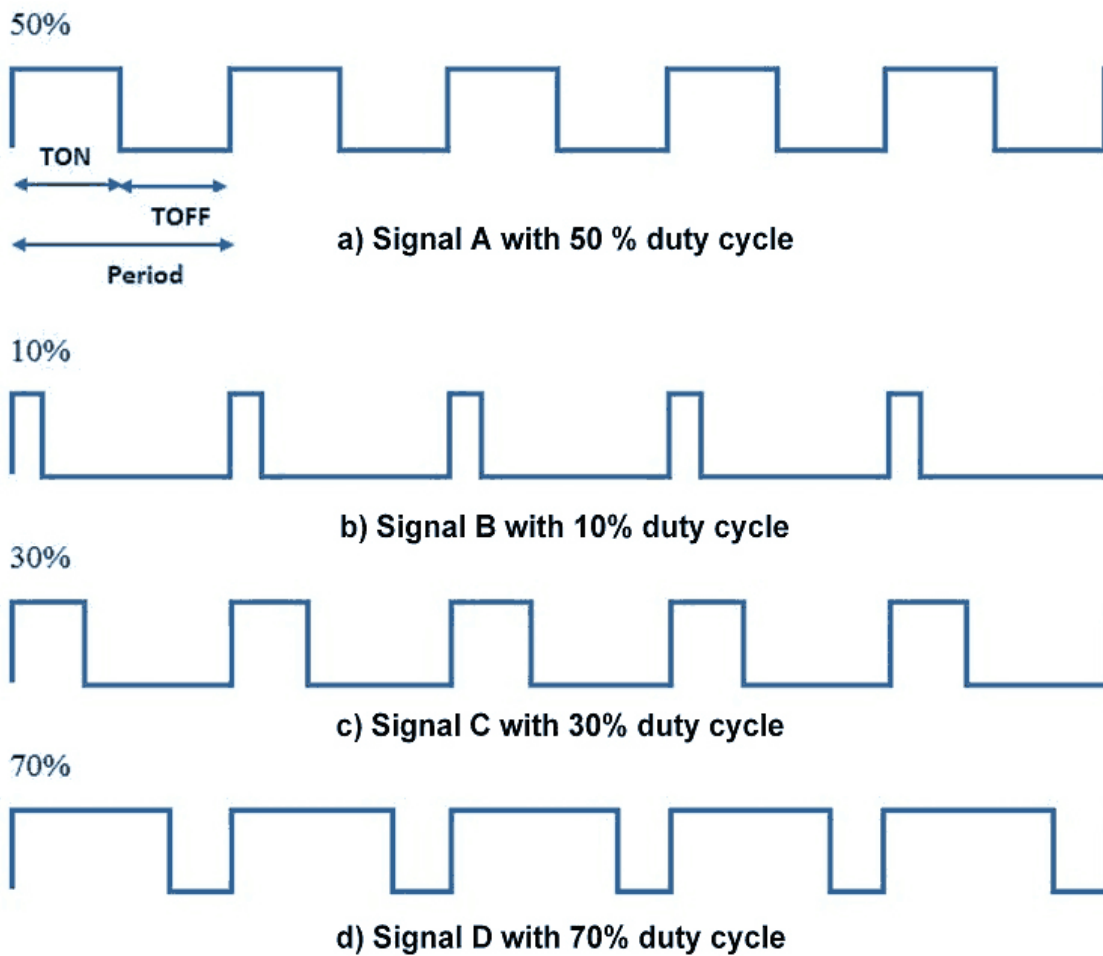 50%
TON
TOFF
a) Signal A with 50 % duty cycle
Period
10%
b) Signal B with 10% duty cycle
30%
c) Signal C with 30% duty cycle
70%
d) Signal D with 70% duty cycle